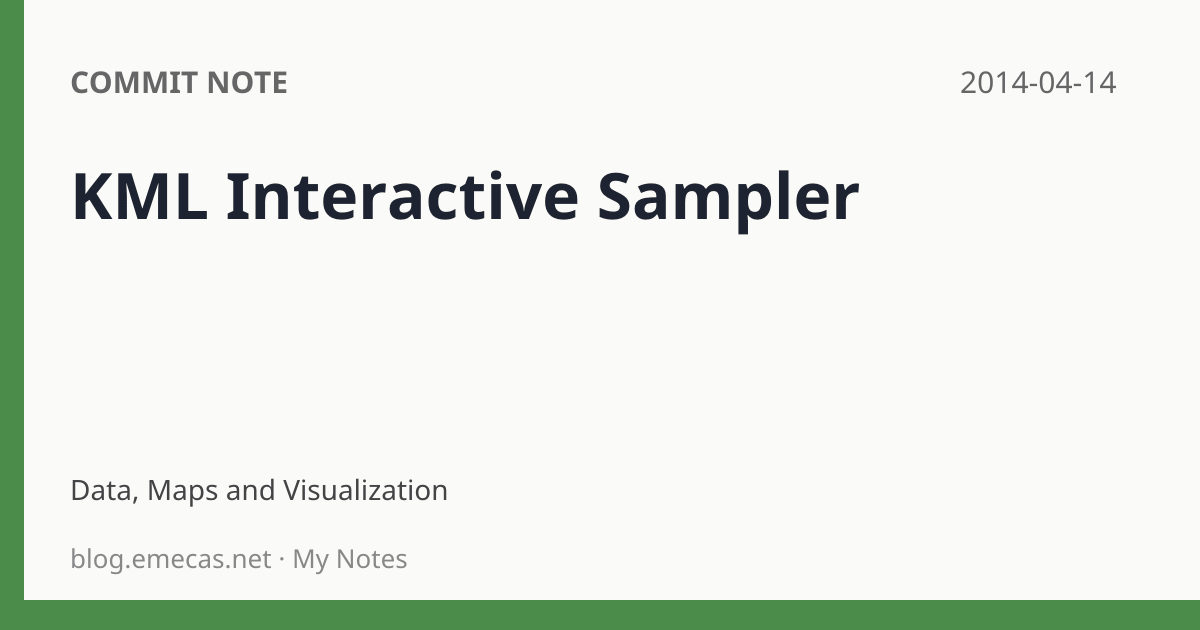 COMMIT NOTE
2014-04-14
KML Interactive Sampler
Data, Maps and Visualization
blog.emecas.net · My Notes